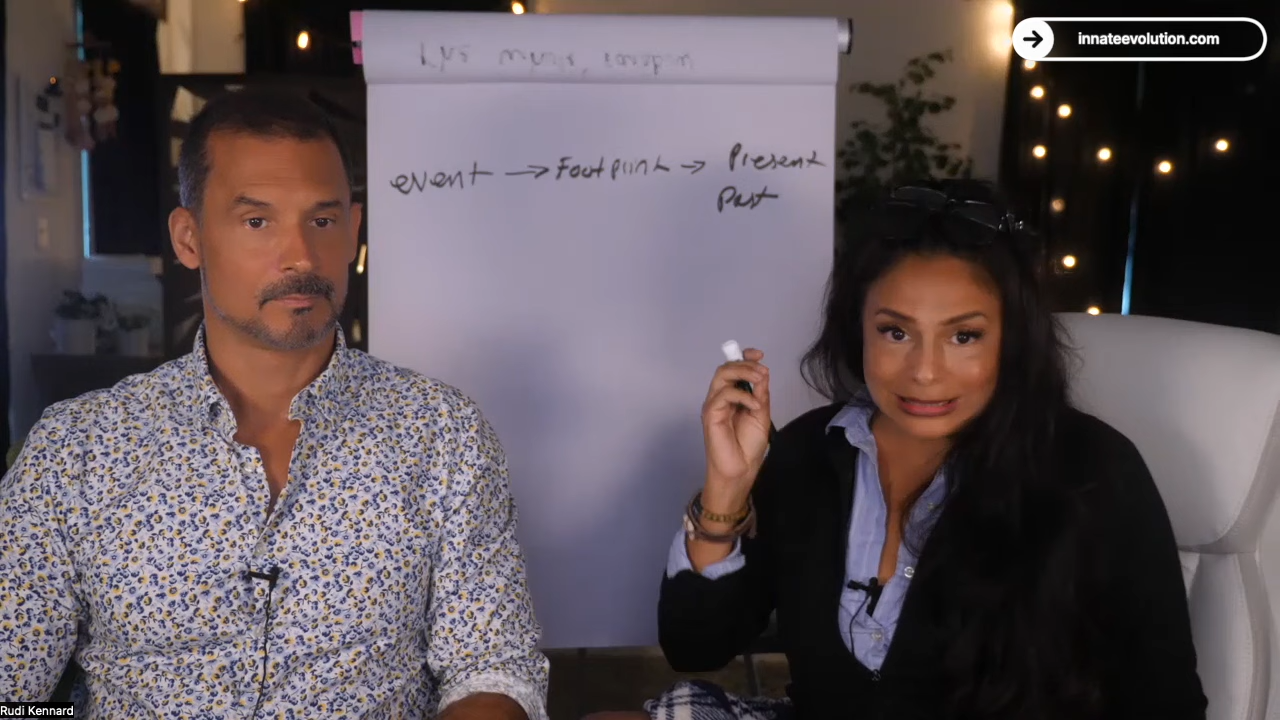 innateevolution.com
event → Footprint → Present
Past
Rudi Kennard